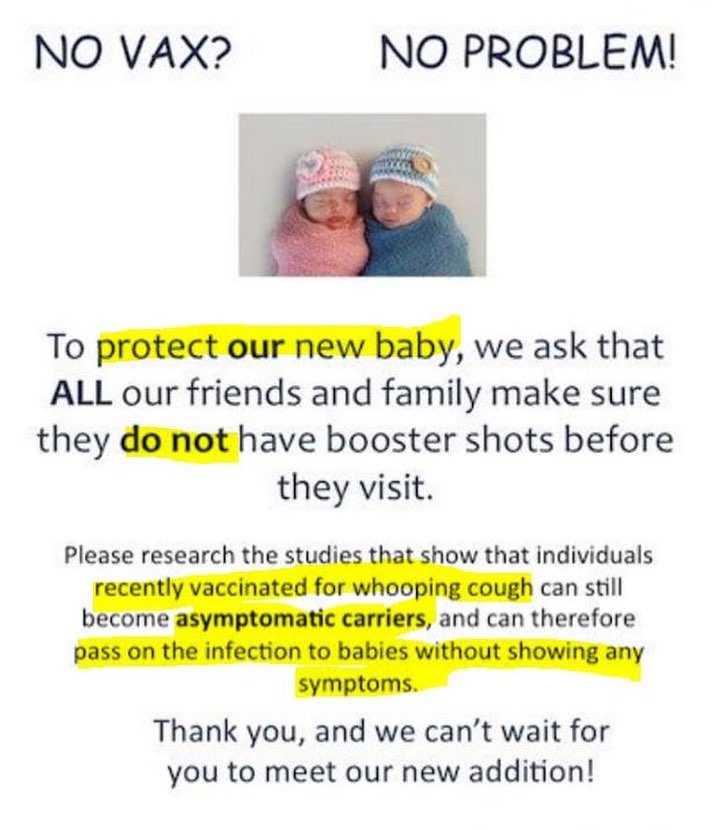 NO VAX? NO PROBLEM!
To protect our new baby, we ask that
ALL our friends and family make sure
they do not have booster shots before
they visit.
Please research the studies that show that individuals
recently vaccinated for whooping cough can still
become asymptomatic carriers, and can therefore
pass on the infection to babies without showing any
symptoms.
Thank you, and we can't wait for
you to meet our new addition!